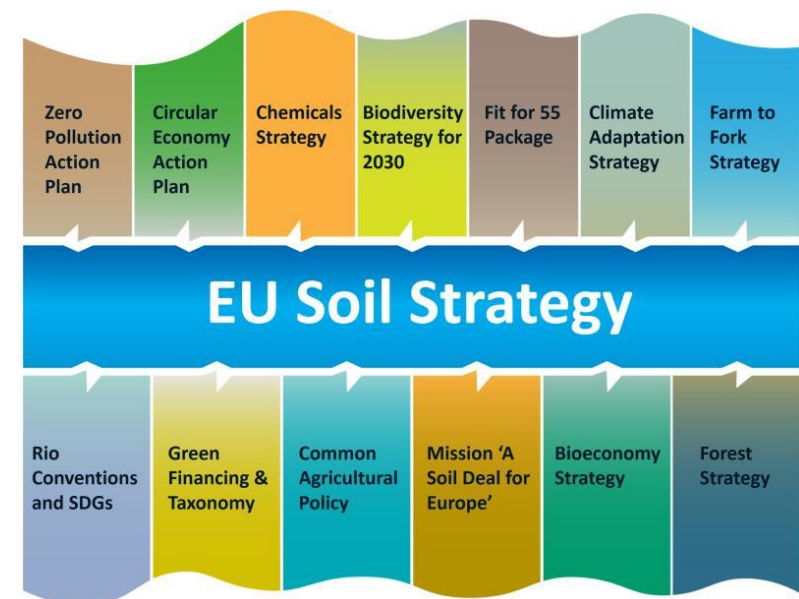 Zero
Pollution
Action
Plan
Circular
Economy
Action
Plan
Chemicals
Strategy
Biodiversity
Strategy for
2030
Fit for 55
Package
Climate
Adaptation
Strategy
Farm to
Fork
Strategy
EU Soil Strategy
Rio
Conventions
and SDGs
Green
Financing &
Taxonomy
Common
Agricultural
Policy
Mission ‘A
Soil Deal for
Europe’
Bioeconomy
Strategy
Forest
Strategy